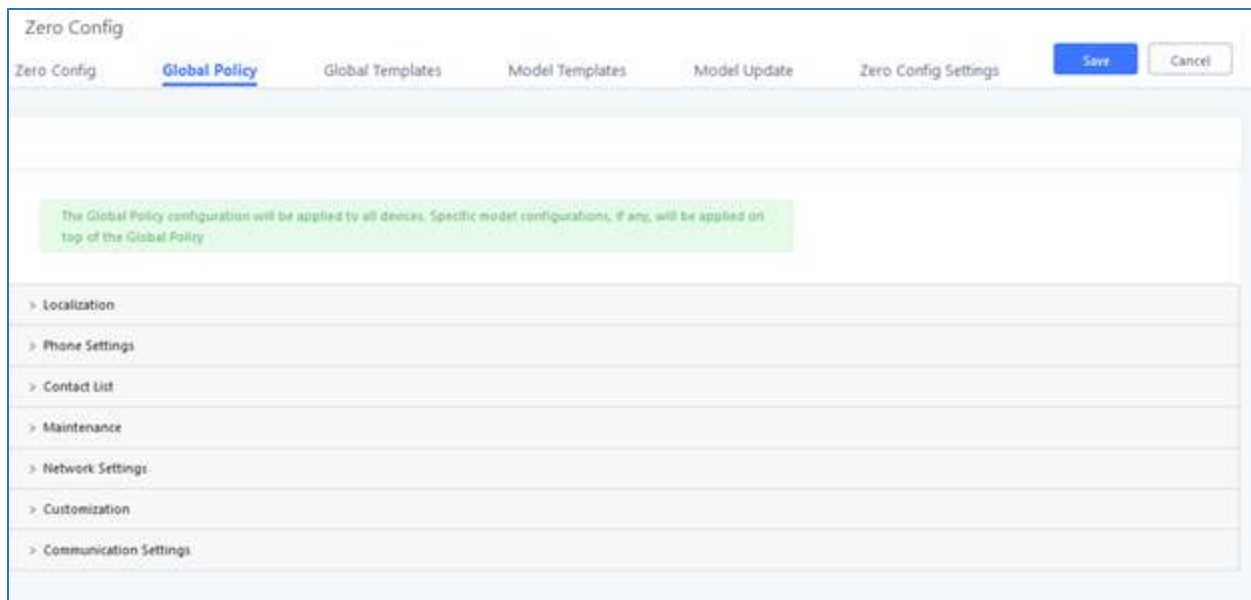 Zero Config
Zero Config Global Policy Global Templates Model Templates Model Update Zero Config Settings Save Cancel
The Global Policy configuration will be applied to all devices. Specific model configurations, if any, will be applied on
top of the Global Policy
> Localization
> Phone Settings
> Contact List
> Maintenance
> Network Settings
> Customization
> Communication Settings